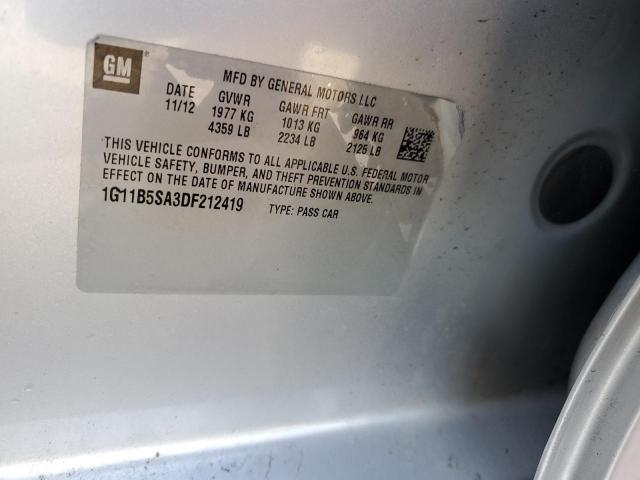 GM
MFD BY GENERAL MOTORS LLC
DATE GVWR GAWR FRT GAWR RR
11/12 1977 KG 1013 KG 964 KG
4359 LB 2234 LB 2125 LB
THIS VEHICLE CONFORMS TO ALL APPLICABLE U.S. FEDERAL MOTOR
VEHICLE SAFETY, BUMPER, AND THEFT PREVENTION STANDARDS IN
EFFECT ON THE DATE OF MANUFACTURE SHOWN ABOVE.
1G11B5SA3DF212419 TYPE: PASS CAR